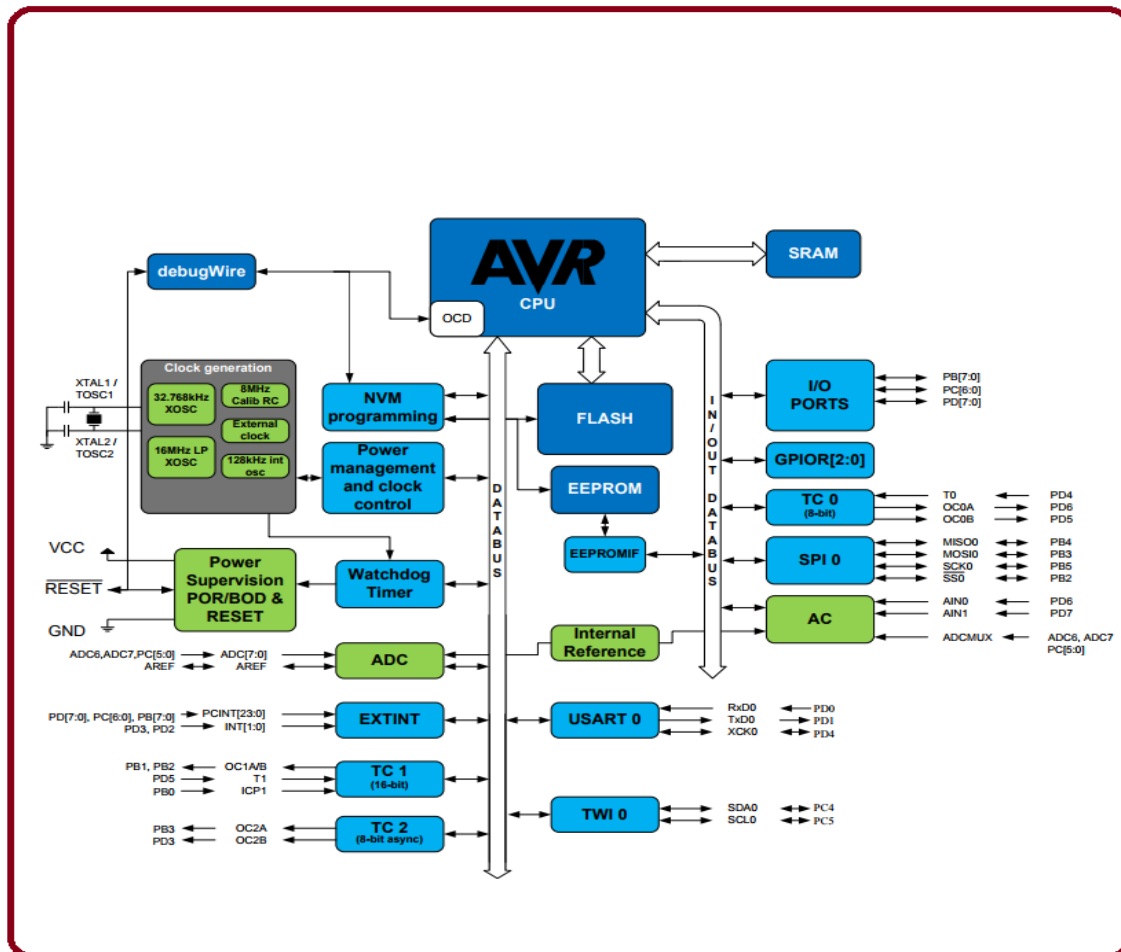 AVR
CPU
OCD
SRAM
debugWire
Clock generation
XTAL1 /
TOSC1
32.768kHz
XOSC
8MHz
Calib RC
External
clock
XTAL2 /
TOSC2
16MHz LP
XOSC
128kHz int
osc
NVM
programming
FLASH
I/O
PORTS
PB[7:0]
PC[6:0]
PD[7:0]
Power
management
and clock
control
EEPROM
GPIOR[2:0]
DATABUS
IN/OUT DATABUS
TC 0
(8-bit)
T0 PD4
OC0A PD6
OC0B PD5
VCC
RESET
GND
Power
Supervision
POR/BOD &
RESET
Watchdog
Timer
EEPROMIF
SPI 0
MISO0 PB4
MOSI0 PB3
SCK0 PB5
SS0 PB2
AC
AIN0 PD6
AIN1 PD7
ADCMUX ADC6, ADC7
PC[5:0]
Internal
Reference
ADC6,ADC7,PC[5:0] ADC[7:0]
AREF AREF
ADC
PD[7:0], PC[6:0], PB[7:0] PCINT[23:0]
PD3, PD2 INT[1:0]
EXTINT
USART 0
RxD0 PD0
TxD0 PD1
XCK0 PD4
PB1, PB2 OC1A/B
PD5 T1
PB0 ICP1
TC 1
(16-bit)
TWI 0
SDA0 PC4
SCL0 PC5
PB3 OC2A
PD3 OC2B
TC 2
(8-bit async)